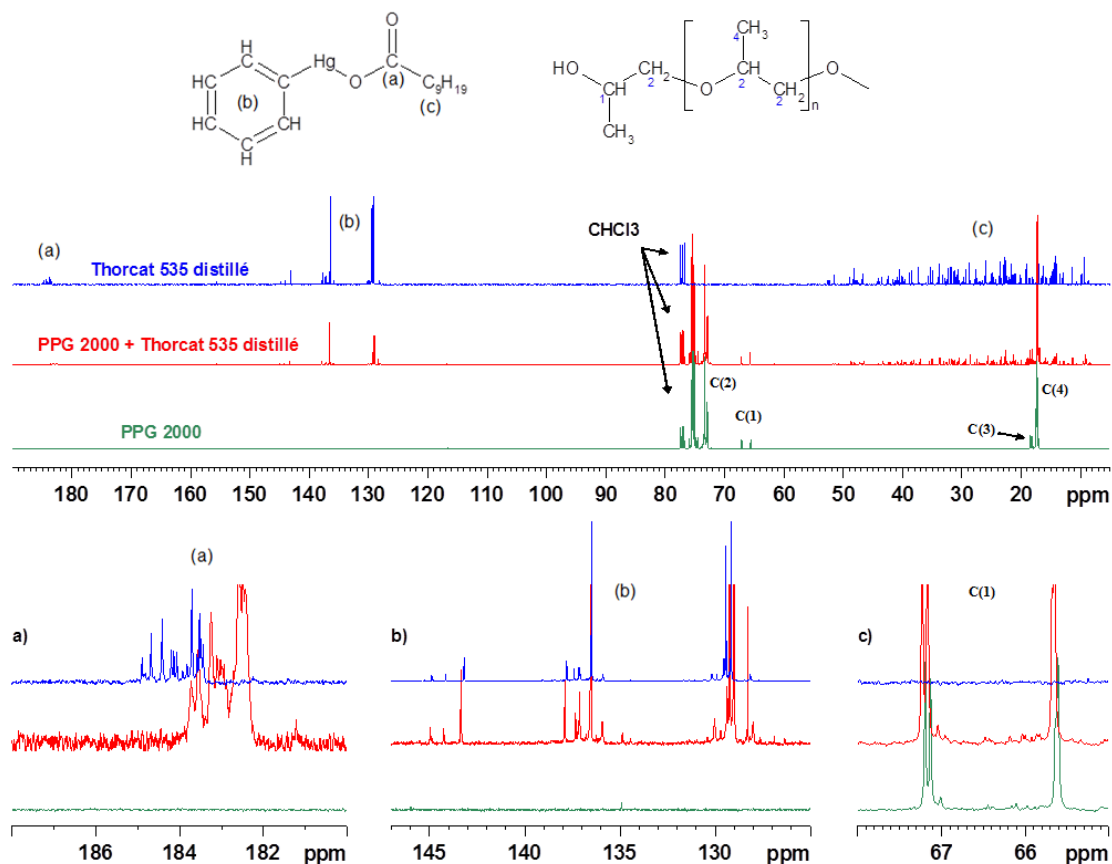 O
H
Hg
HC
C
O
(a)
C9H19
(c)
(b)
HC
CH
C
H
C
H
4 CH3
HO
CH2
2
CH
2
O
CH2
2
O
1
CH
CH3
n
(a)
(b)
CHCl3
(c)
Thorcat 535 distillé
PPG 2000 + Thorcat 535 distillé
C(2)
C(1)
C(4)
C(3)
PPG 2000
180 170 160 150 140 130 120 110 100 90 80 70 60 50 40 30 20 ppm
(a)
(b)
C(1)
a)
b)
c)
186 184 182 ppm
145 140 135 130 ppm
67 66 ppm